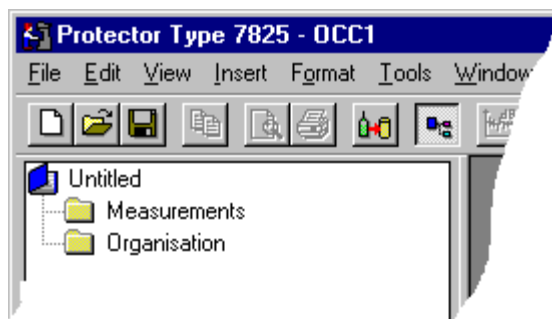 Protector Type 7825 - OCC1
File Edit View Insert Format Tools Window
Untitled
Measurements
Organisation